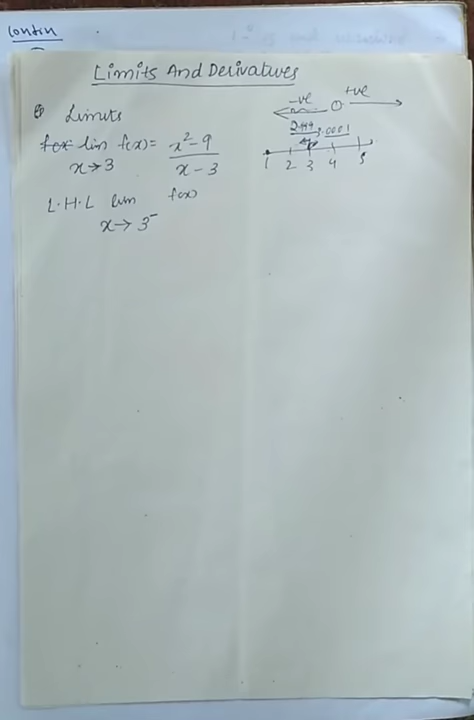 Contin
Limits And Derivatives
Limits
-ve 0 +ve
lim f(x) = x²-9
x→3 x-3
2.999 3.0001
1 2 3 4 5
L.H.L lim f(x)
x→3⁻